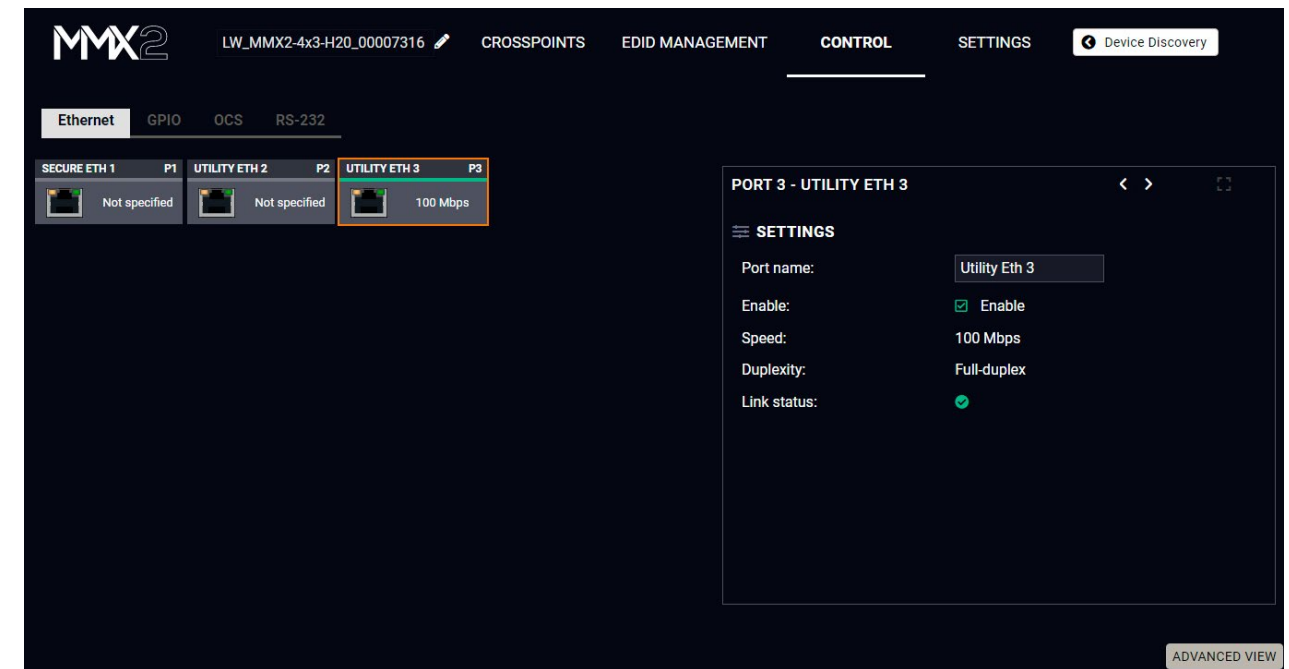 MMX2
LW_MMX2-4x3-H20_00007316
CROSSPOINTS
EDID MANAGEMENT
CONTROL
SETTINGS
Device Discovery
Ethernet
GPIO
OCS
RS-232
SECURE ETH 1 P1
Not specified
UTILITY ETH 2 P2
Not specified
UTILITY ETH 3 P3
100 Mbps
PORT 3 - UTILITY ETH 3
SETTINGS
Port name: Utility Eth 3
Enable: Enable
Speed: 100 Mbps
Duplexity: Full-duplex
Link status:
ADVANCED VIEW